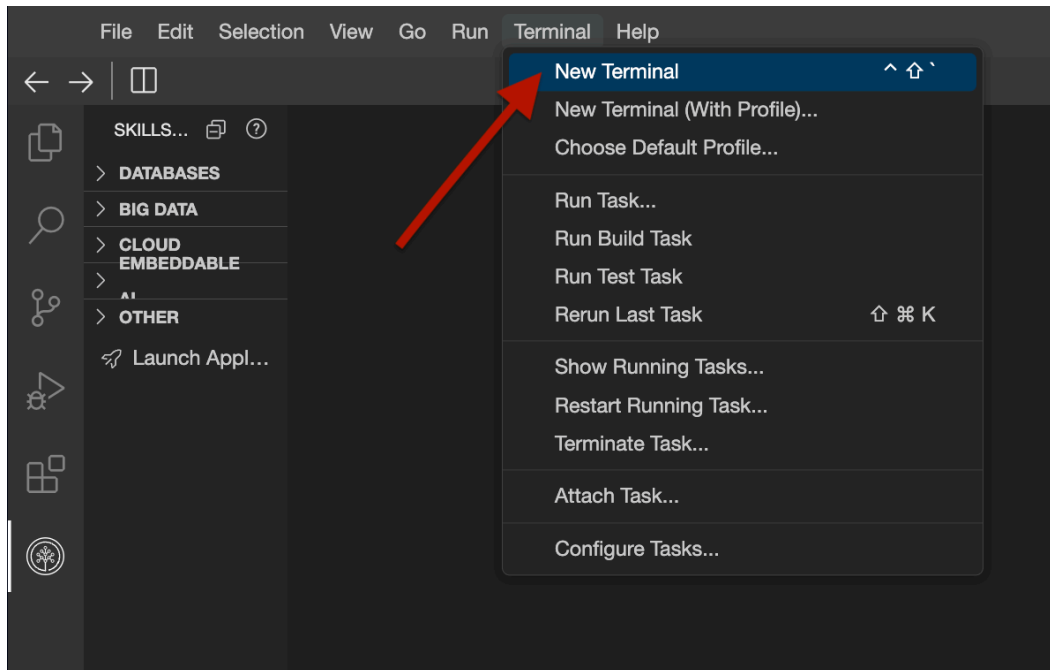 File Edit Selection View Go Run Terminal Help
SKILLS...
DATABASES
BIG DATA
CLOUD
EMBEDDABLE
AI
OTHER
Launch Appl...
New Terminal ^⇧`
New Terminal (With Profile)...
Choose Default Profile...
Run Task...
Run Build Task
Run Test Task
Rerun Last Task ⇧⌘K
Show Running Tasks...
Restart Running Task...
Terminate Task...
Attach Task...
Configure Tasks...